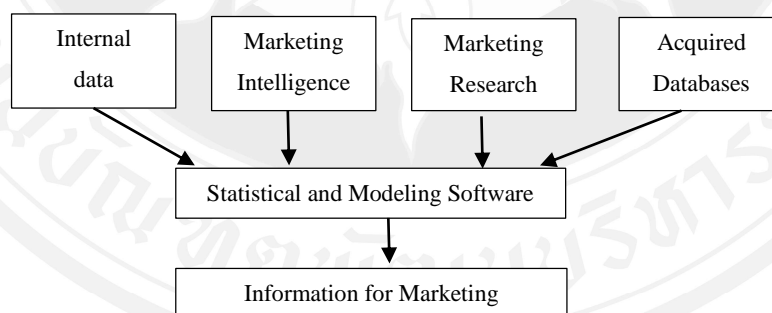 Internal
data
Marketing
Intelligence
Marketing
Research
Acquired
Databases
Statistical and Modeling Software
Information for Marketing